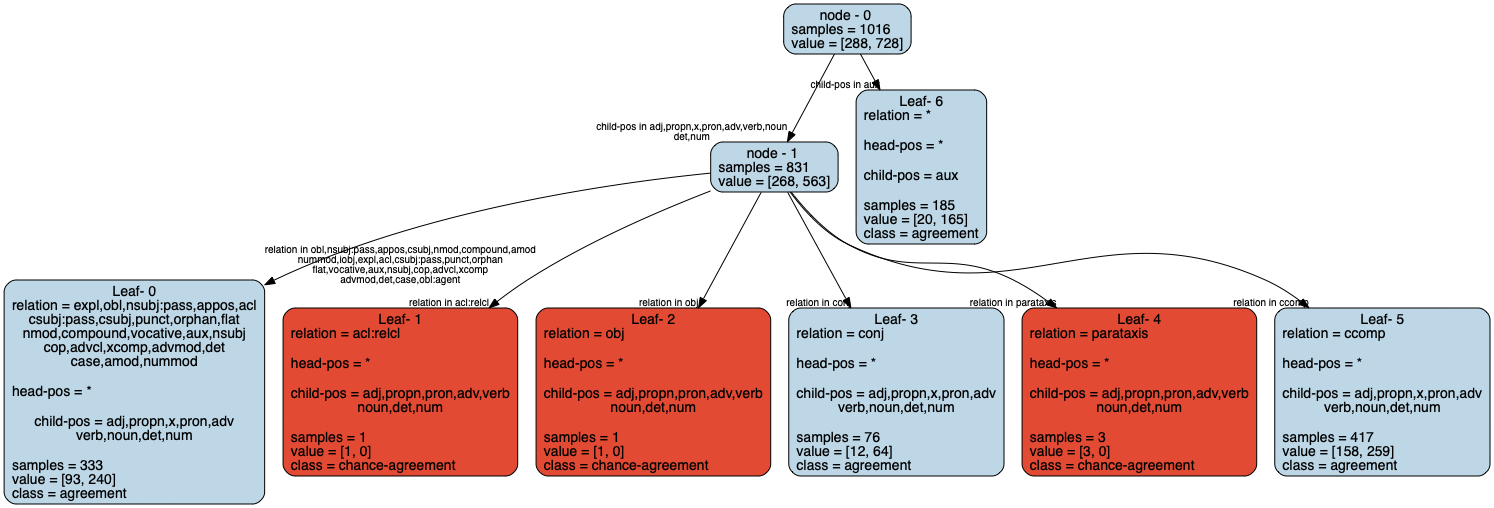 node - 0
samples = 1016
value = [288, 728]
child-pos in aux
Leaf- 6
relation = *
head-pos = *
child-pos = aux
samples = 185
value = [20, 165]
class = agreement
child-pos in adj,propn,x,pron,adv,verb,noun
det,num
node - 1
samples = 831
value = [268, 563]
relation in obl,nsubj:pass,appos,csubj,nmod,compound,amod
nummod,iobj,expl,acl,csubj:pass,punct,orphan
flat,vocative,aux,nsubj,cop,advcl,xcomp
advmod,det,case,obl:agent
relation in acl:relcl
relation in obj
relation in conj
relation in parataxis
relation in ccomp
Leaf- 0
relation = expl,obl,nsubj:pass,appos,acl
csubj:pass,csubj,punct,orphan,flat
nmod,compound,vocative,aux,nsubj
cop,advcl,xcomp,advmod,det
case,amod,nummod
head-pos = *
child-pos = adj,propn,x,pron,adv
verb,noun,det,num
samples = 333
value = [93, 240]
class = agreement
Leaf- 1
relation = acl:relcl
head-pos = *
child-pos = adj,propn,pron,adv,verb
noun,det,num
samples = 1
value = [1, 0]
class = chance-agreement
Leaf- 2
relation = obj
head-pos = *
child-pos = adj,propn,pron,adv,verb
noun,det,num
samples = 1
value = [1, 0]
class = chance-agreement
Leaf- 3
relation = conj
head-pos = *
child-pos = adj,propn,x,pron,adv
verb,noun,det,num
samples = 76
value = [12, 64]
class = agreement
Leaf- 4
relation = parataxis
head-pos = *
child-pos = adj,propn,pron,adv,verb
noun,det,num
samples = 3
value = [3, 0]
class = chance-agreement
Leaf- 5
relation = ccomp
head-pos = *
child-pos = adj,propn,x,pron,adv
verb,noun,det,num
samples = 417
value = [158, 259]
class = agreement